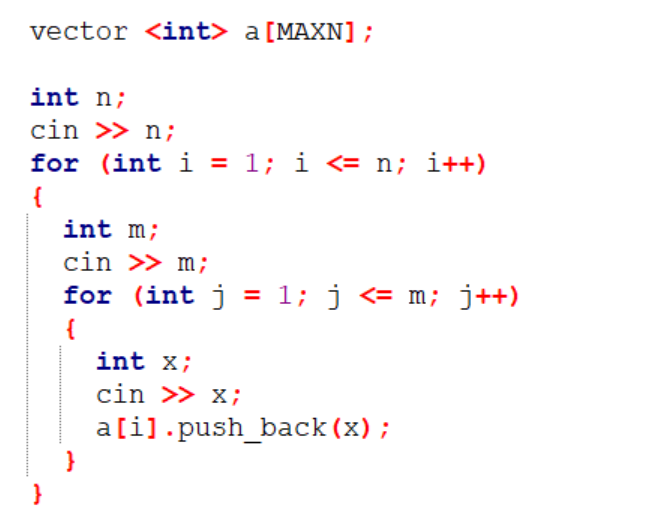 vector <int> a[MAXN];
int n;
cin >> n;
for (int i = 1; i <= n; i++)
{
int m;
cin >> m;
for (int j = 1; j <= m; j++)
{
int x;
cin >> x;
a[i].push_back(x);
}
}